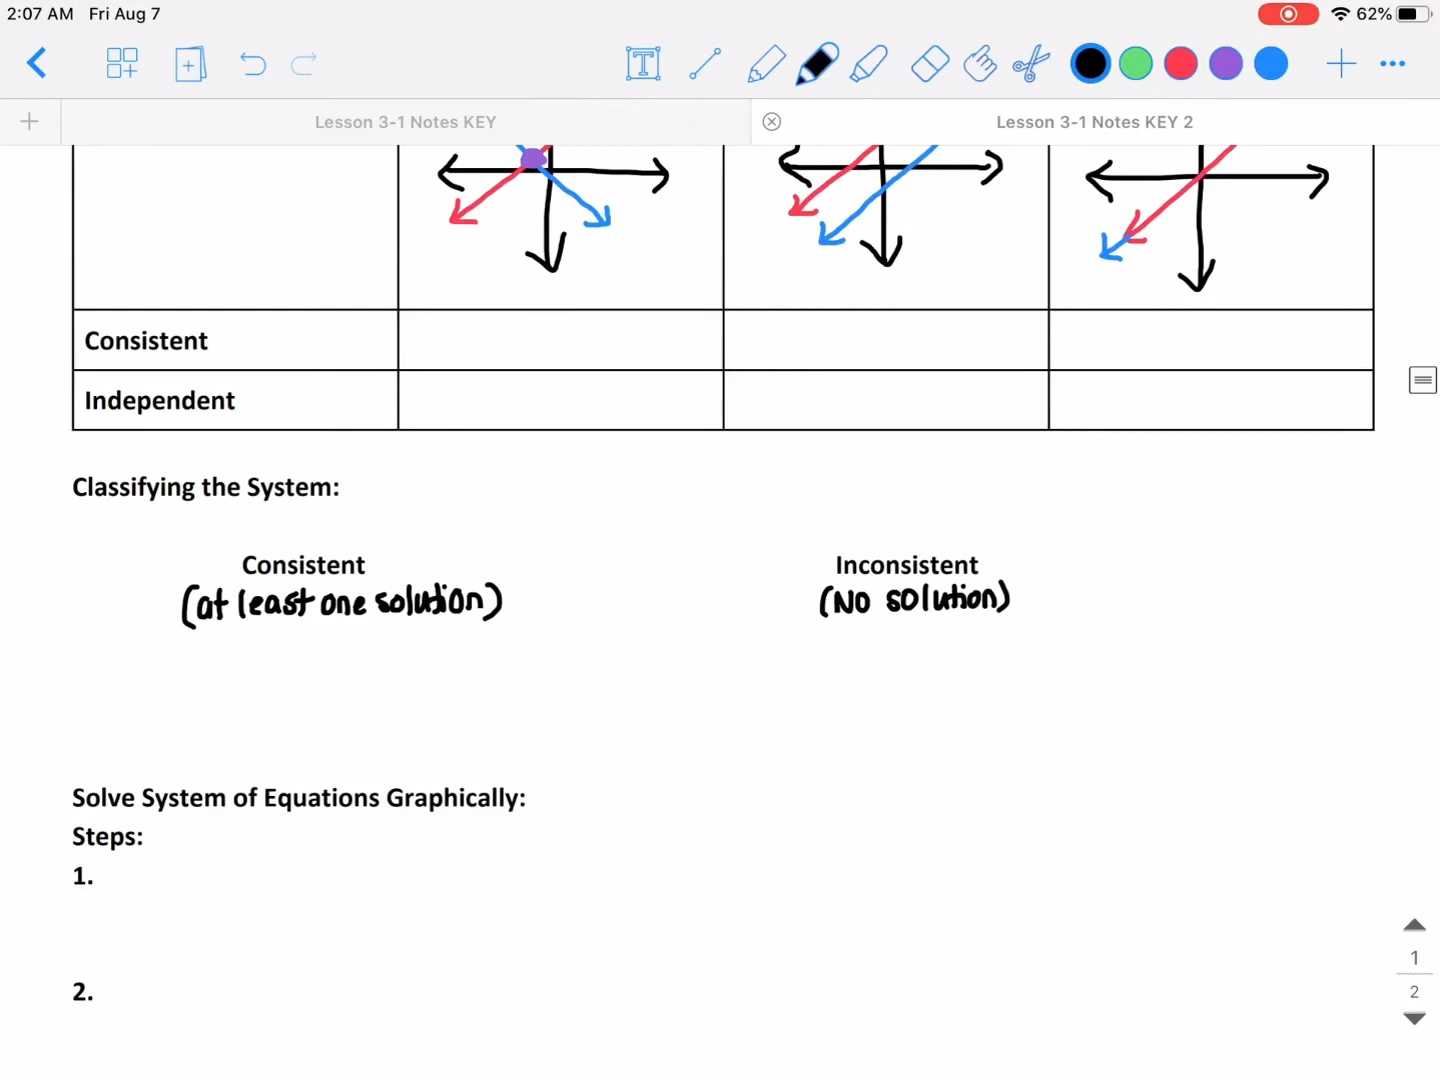 2:07 AM Fri Aug 7
62%
T
Lesson 3-1 Notes KEY
Lesson 3-1 Notes KEY 2
Consistent
Independent
Classifying the System:
Consistent
(at least one solution)
Inconsistent
(No solution)
Solve System of Equations Graphically:
Steps:
1.
2.
1
2